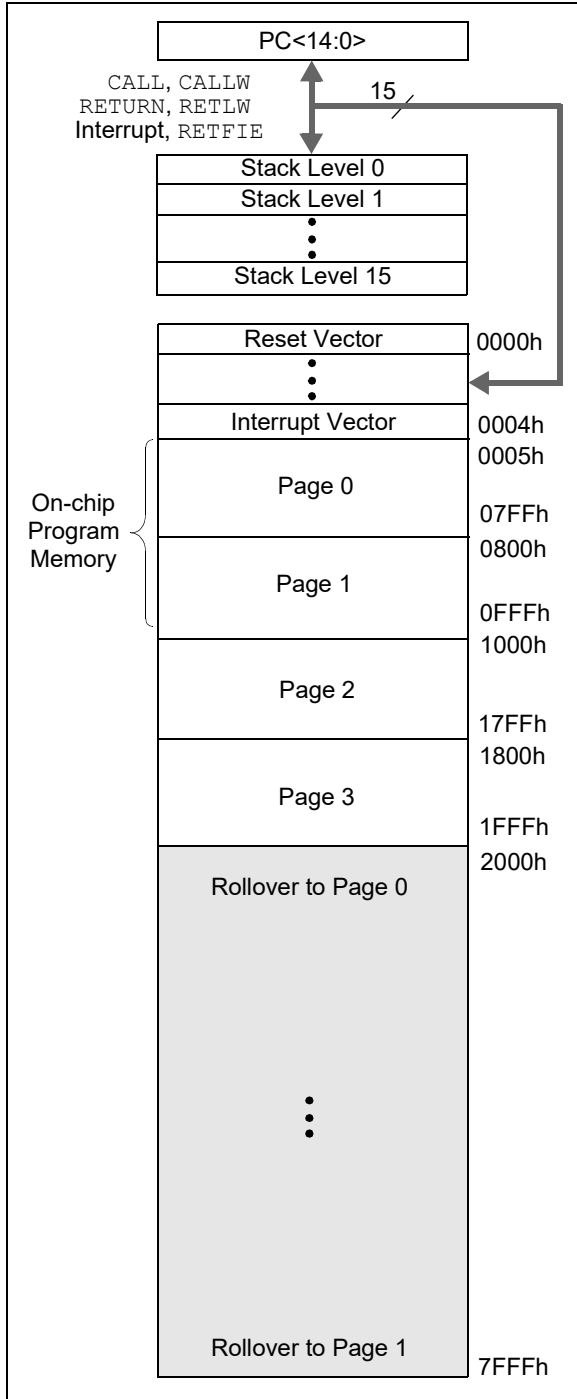 PC<14:0>
CALL, CALLW
RETURN, RETLW
Interrupt, RETFIE
15
Stack Level 0
Stack Level 1
Stack Level 15
Reset Vector
0000h
Interrupt Vector
0004h
0005h
On-chip
Program
Memory
Page 0
07FFh
0800h
Page 1
0FFFh
1000h
Page 2
17FFh
1800h
Page 3
1FFFh
2000h
Rollover to Page 0
Rollover to Page 1
7FFFh